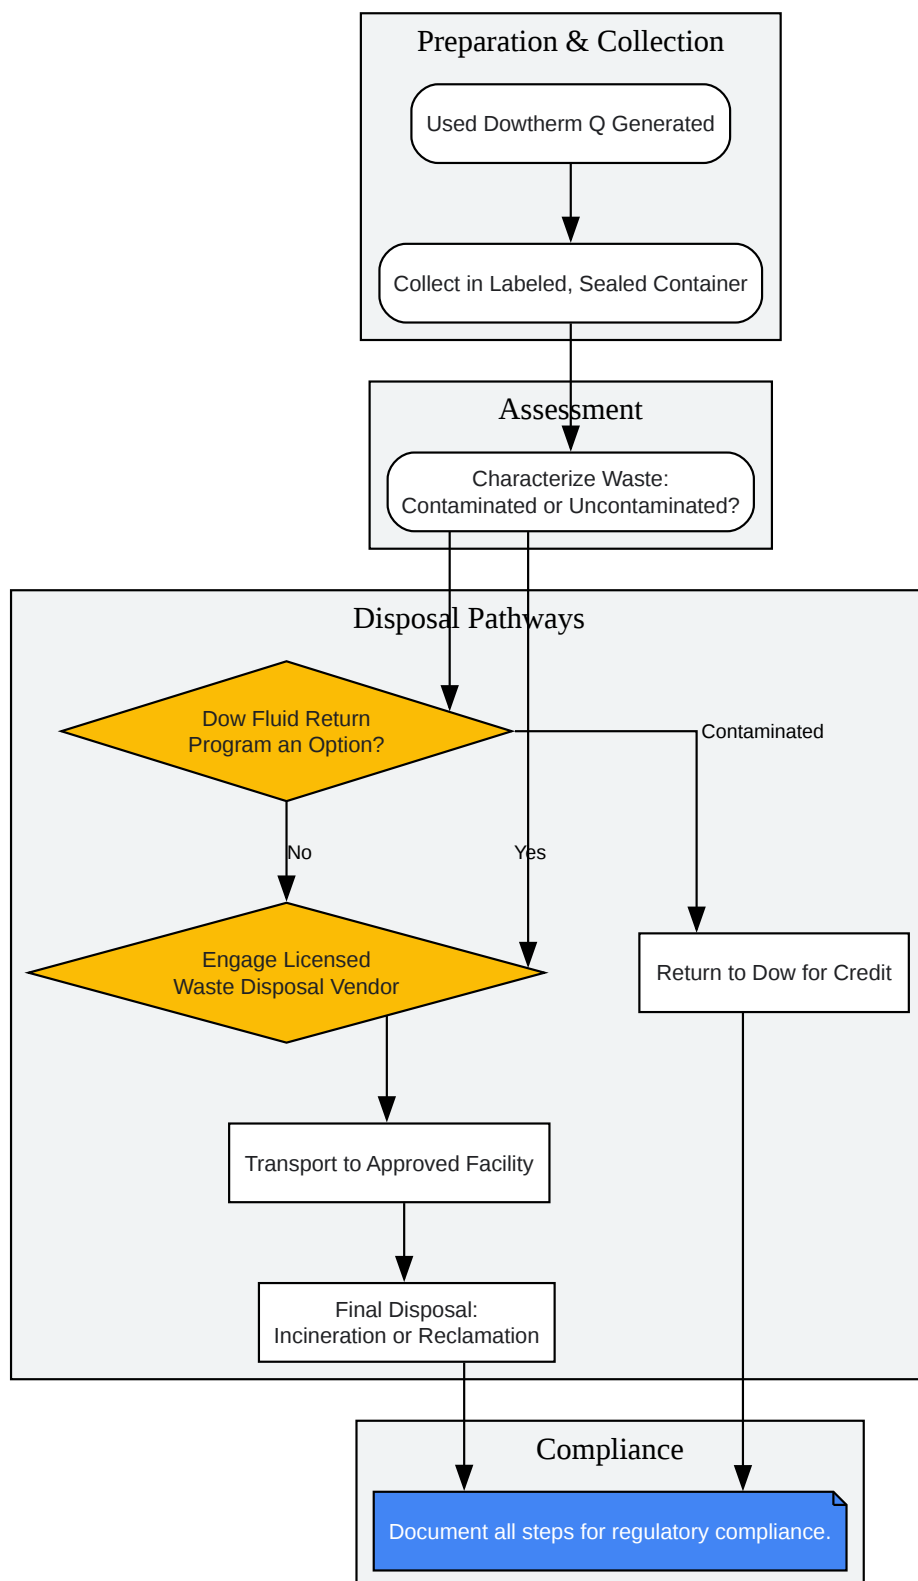 Preparation & Collection
Used Dowtherm Q Generated
Collect in Labeled, Sealed Container
Assessment
Characterize Waste:
Contaminated or Uncontaminated?
Disposal Pathways
Dow Fluid Return
Program an Option?
Contaminated
No
Yes
Engage Licensed
Waste Disposal Vendor
Return to Dow for Credit
Transport to Approved Facility
Final Disposal:
Incineration or Reclamation
Compliance
Document all steps for regulatory compliance.